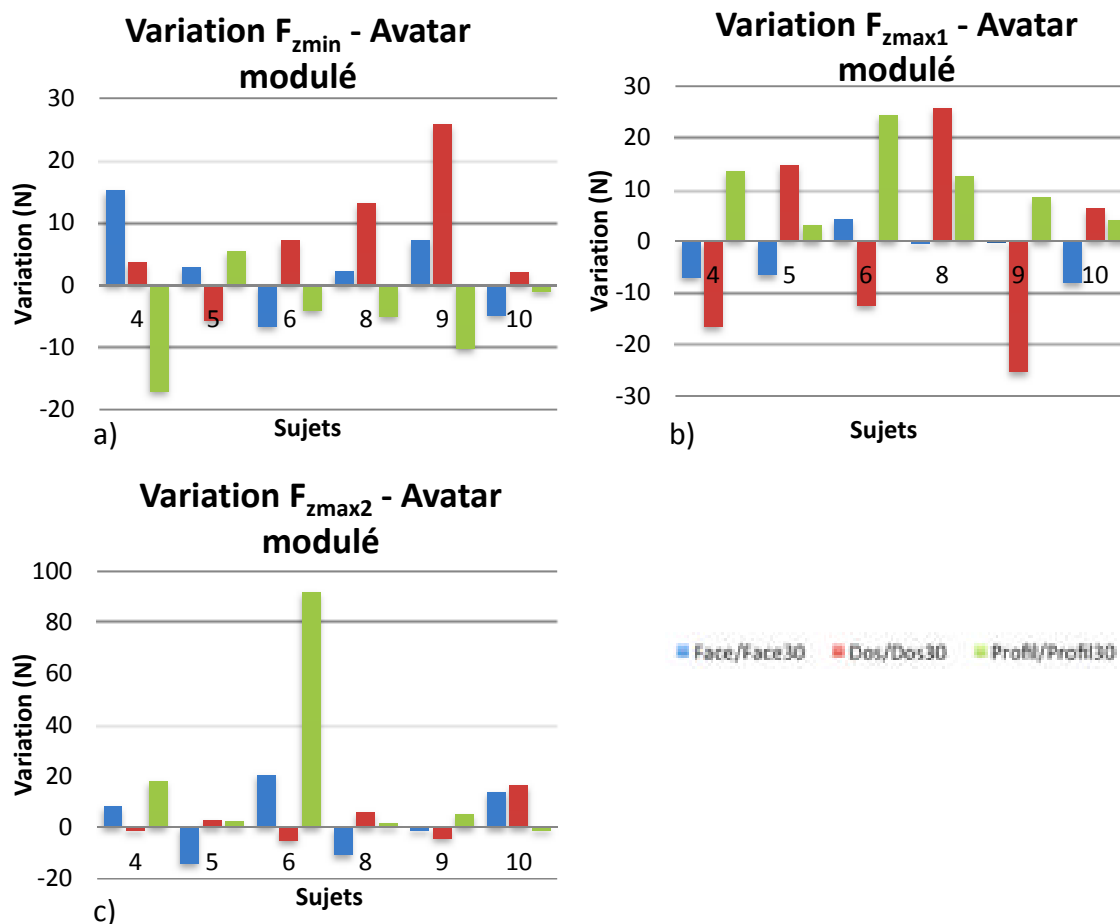 Variation Fzmin - Avatar
modulé
30
20
10
0
-10
-20
Variation (N)
4 5 6 8 9 10
Sujets
a)
Variation Fzmax1 - Avatar
modulé
30
20
10
0
-10
-20
-30
Variation (N)
4 5 6 8 9 10
Sujets
b)
Variation Fzmax2 - Avatar
modulé
100
80
60
40
20
0
-20
Variation (N)
4 5 6 8 9 10
Sujets
c)
Face/Face30 Dos/Dos30 Profil/Profil30